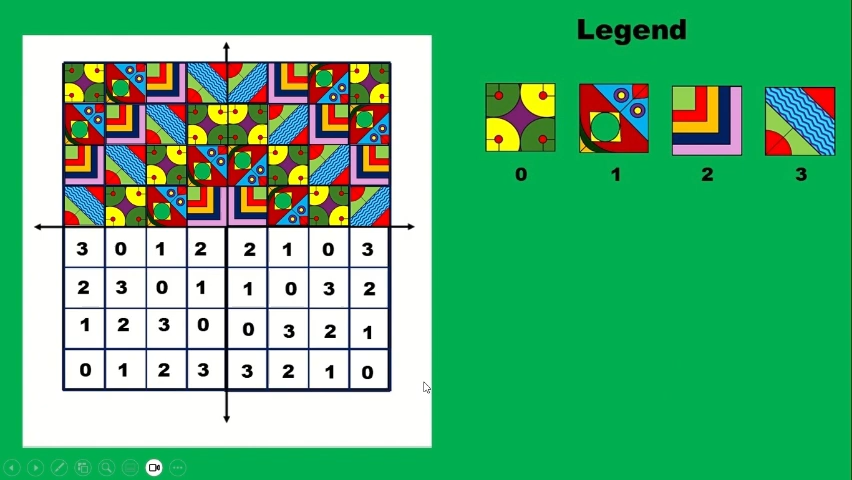 Legend
0 1 2 3
3 0 1 2 2 1 0 3
2 3 0 1 1 0 3 2
1 2 3 0 0 3 2 1
0 1 2 3 3 2 1 0